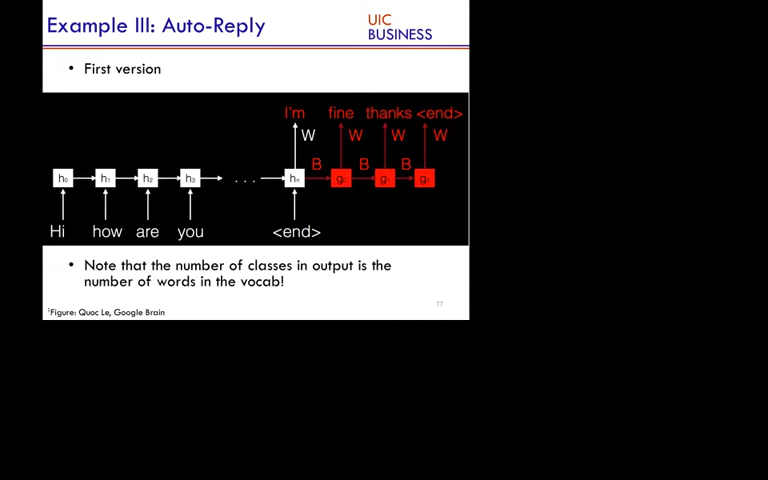 Example III: Auto-Reply
UIC
BUSINESS
• First version
I'm fine thanks <end>
W W W W
B B B
h₀ h₁ h₂ h₃ . . . hₙ g₀ g₁ g₂
Hi how are you <end>
• Note that the number of classes in output is the
number of words in the vocab!
77
¹Figure: Quoc Le, Google Brain